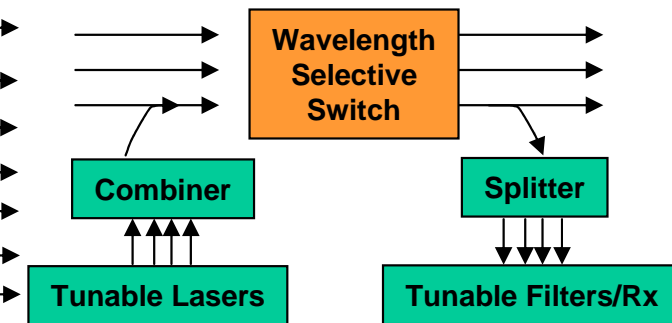 Wavelength
Selective
Switch
Combiner
Splitter
Tunable Lasers
Tunable Filters/Rx